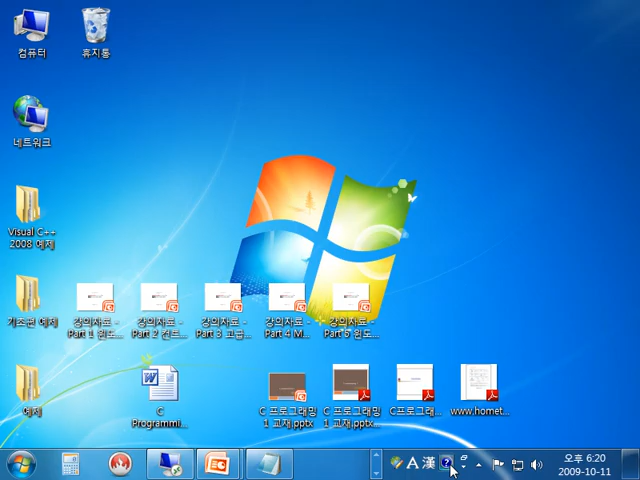 컴퓨터
휴지통
네트워크
Visual C++
2008 예제
기초편 예제
강의자료 -
Part 1 윈도...
강의자료 -
Part 2 컨트...
강의자료 -
Part 3 고급...
강의자료 -
Part 4 M...
강의자료 -
Part 5 윈도...
예제
C
Programmi...
C 프로그래밍
1 교재.pptx
C 프로그래밍
1 교재.pptx...
C프로그래...
www.homet...
A 漢
오후 6:20
2009-10-11